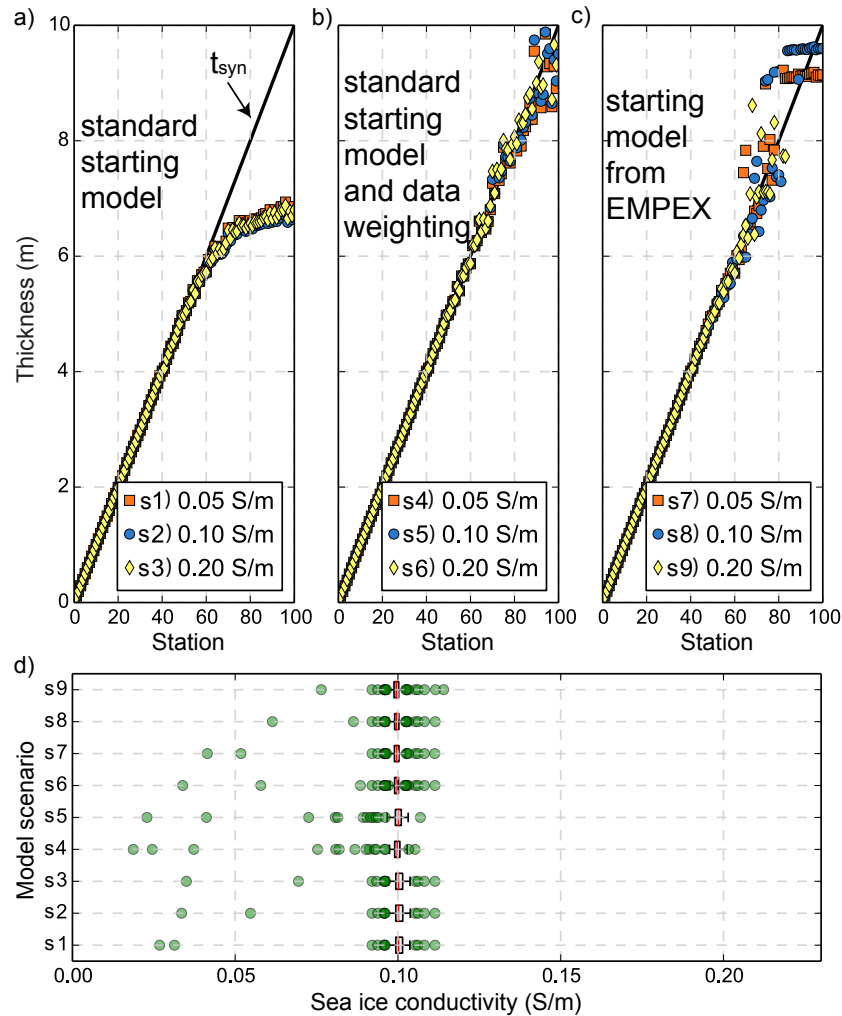 a)
b)
c)
10
8
6
4
2
0
Thickness (m)
tsyn
standard
starting
model
s1) 0.05 S/m
s2) 0.10 S/m
s3) 0.20 S/m
20 40 60 80 100
Station
standard
starting
model
and data
weighting
s4) 0.05 S/m
s5) 0.10 S/m
s6) 0.20 S/m
0 20 40 60 80 100
Station
starting
model
from
EMPEX
s7) 0.05 S/m
s8) 0.10 S/m
s9) 0.20 S/m
0 20 40 60 80 100
Station
d)
Model scenario
s9
s8
s7
s6
s5
s4
s3
s2
s1
0.00 0.05 0.10 0.15 0.20
Sea ice conductivity (S/m)